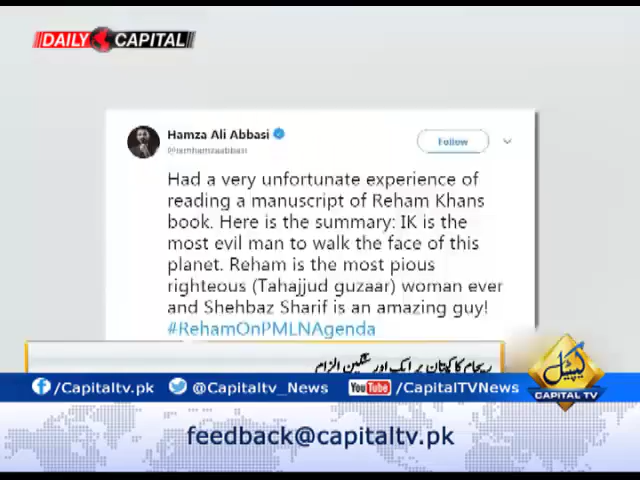 DAILY CAPITAL
Hamza Ali Abbasi
@iamhamzaabbasi
Follow
Had a very unfortunate experience of
reading a manuscript of Reham Khans
book. Here is the summary: IK is the
most evil man to walk the face of this
planet. Reham is the most pious
righteous (Tahajjud guzaar) woman ever
and Shehbaz Sharif is an amazing guy!
#RehamOnPMLNAgenda
ریحام کا کپتان پر ایک اور سنگین الزام
/Capitaltv.pk @Capitaltv_News YouTube /CapitalTVNews
کیپیٹل
CAPITAL TV
feedback@capitaltv.pk